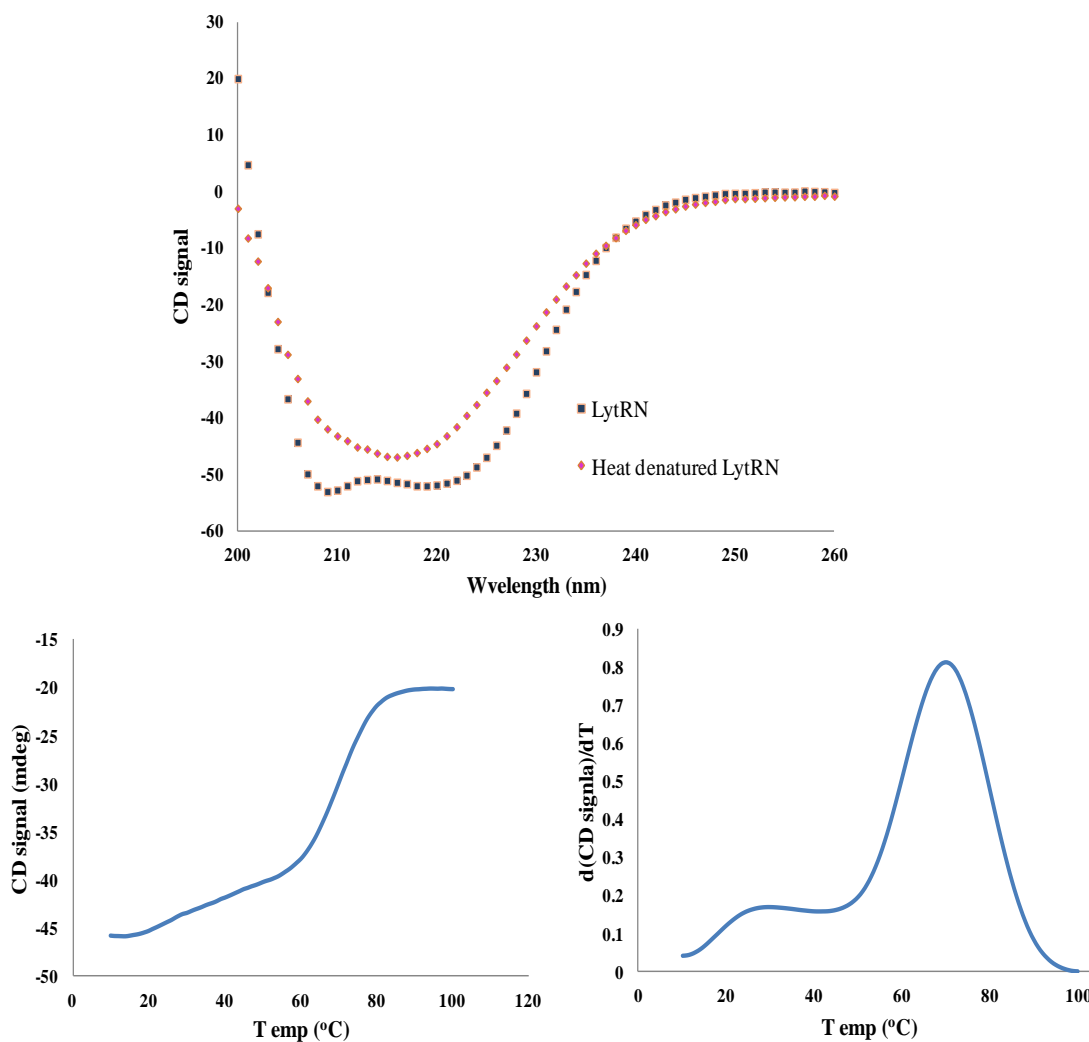 30
20
10
0
-10
-20
-30
-40
-50
-60
CD signal
LytRN
Heat denatured LytRN
200 210 220 230 240 250 260
Wvelength (nm)
-15
-20
-25
-30
-35
-40
-45
-50
CD signal (mdeg)
0 20 40 60 80 100 120
T emp (°C)
0.9
0.8
0.7
0.6
0.5
0.4
0.3
0.2
0.1
0
d(CD signla)/dT
0 20 40 60 80 100
T emp (°C)